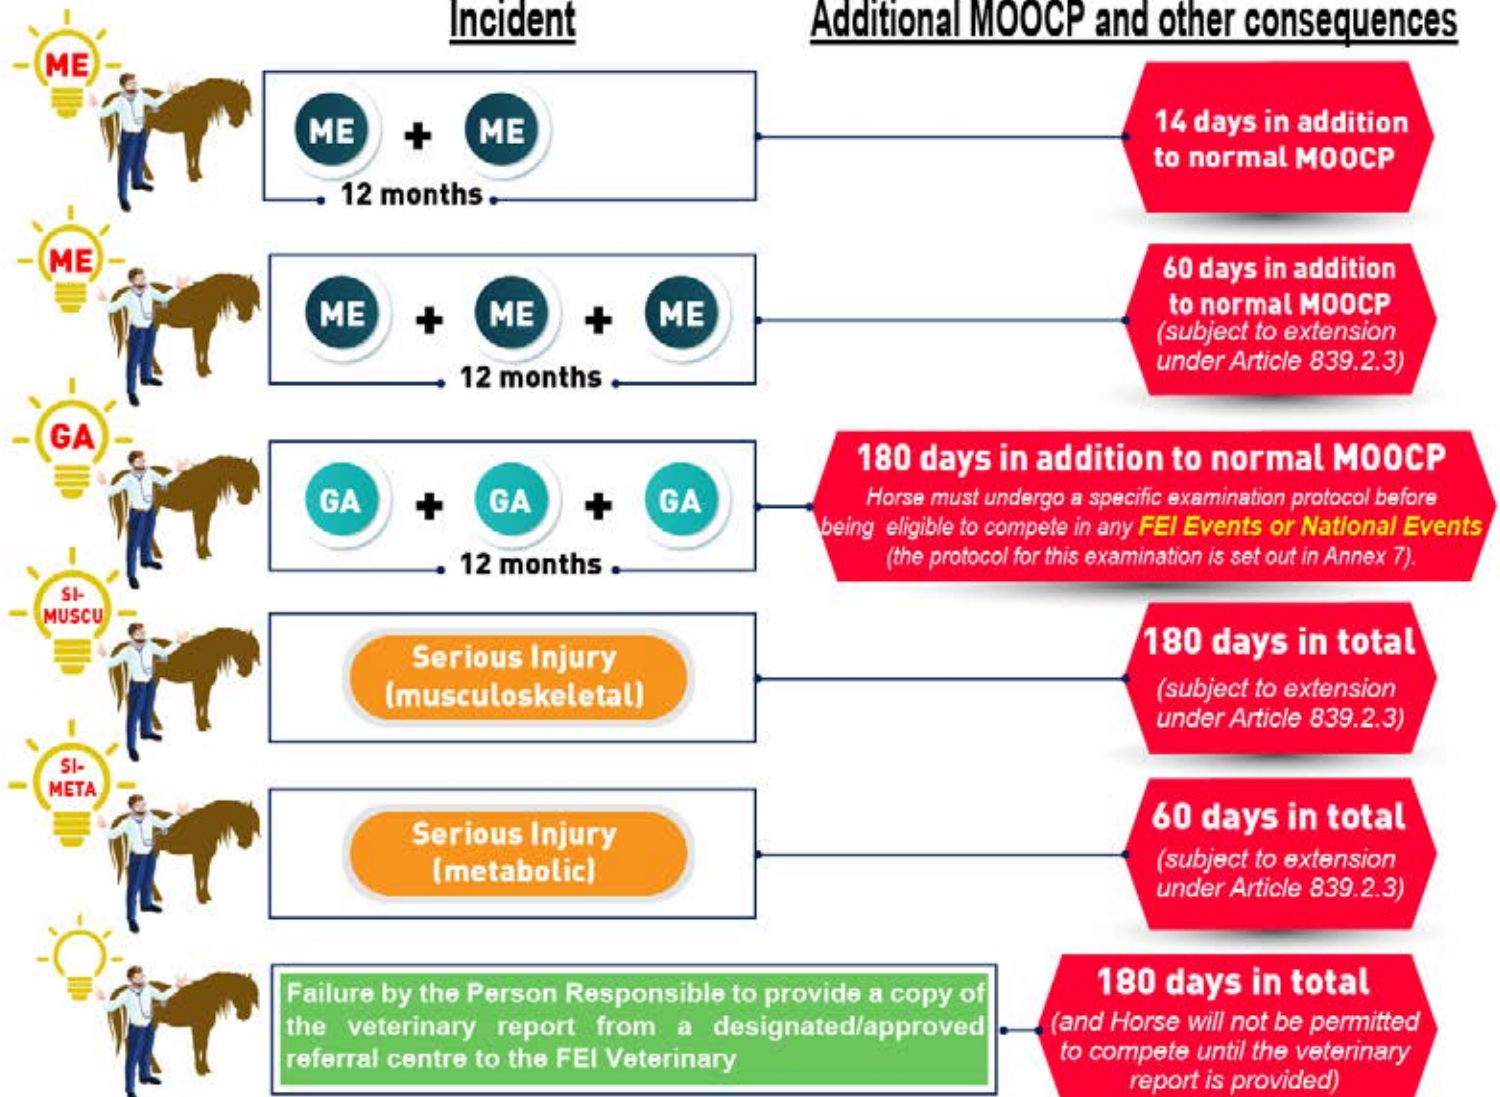 Incident
Additional MOOCP and other consequences
ME
ME + ME
12 months
14 days in addition
to normal MOOCP
ME
ME + ME + ME
12 months
60 days in addition
to normal MOOCP
(subject to extension
under Article 839.2.3)
GA
GA + GA + GA
12 months
180 days in addition to normal MOOCP
Horse must undergo a specific examination protocol before
being eligible to compete in any FEI Events or National Events
(the protocol for this examination is set out in Annex 7).
SI-
MUSCU
Serious Injury
(musculoskeletal)
180 days in total
(subject to extension
under Article 839.2.3)
SI-
META
Serious Injury
(metabolic)
60 days in total
(subject to extension
under Article 839.2.3)
Failure by the Person Responsible to provide a copy of
the veterinary report from a designated/approved
referral centre to the FEI Veterinary
180 days in total
(and Horse will not be permitted
to compete until the veterinary
report is provided)